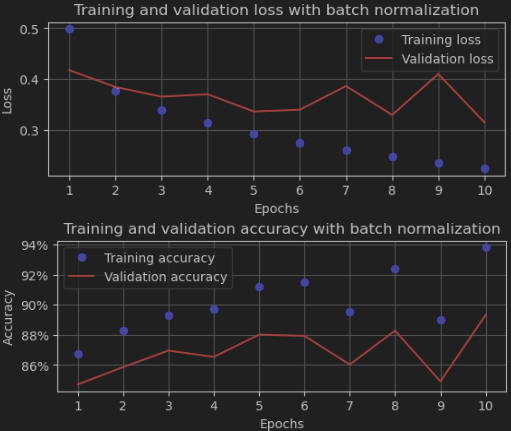 Training and validation loss with batch normalization
0.5
Training loss
Validation loss
0.4
Loss
0.3
1 2 3 4 5 6 7 8 9 10
Epochs
Training and validation accuracy with batch normalization
94%
Training accuracy
92%
Validation accuracy
90%
Accuracy
88%
86%
1 2 3 4 5 6 7 8 9 10
Epochs